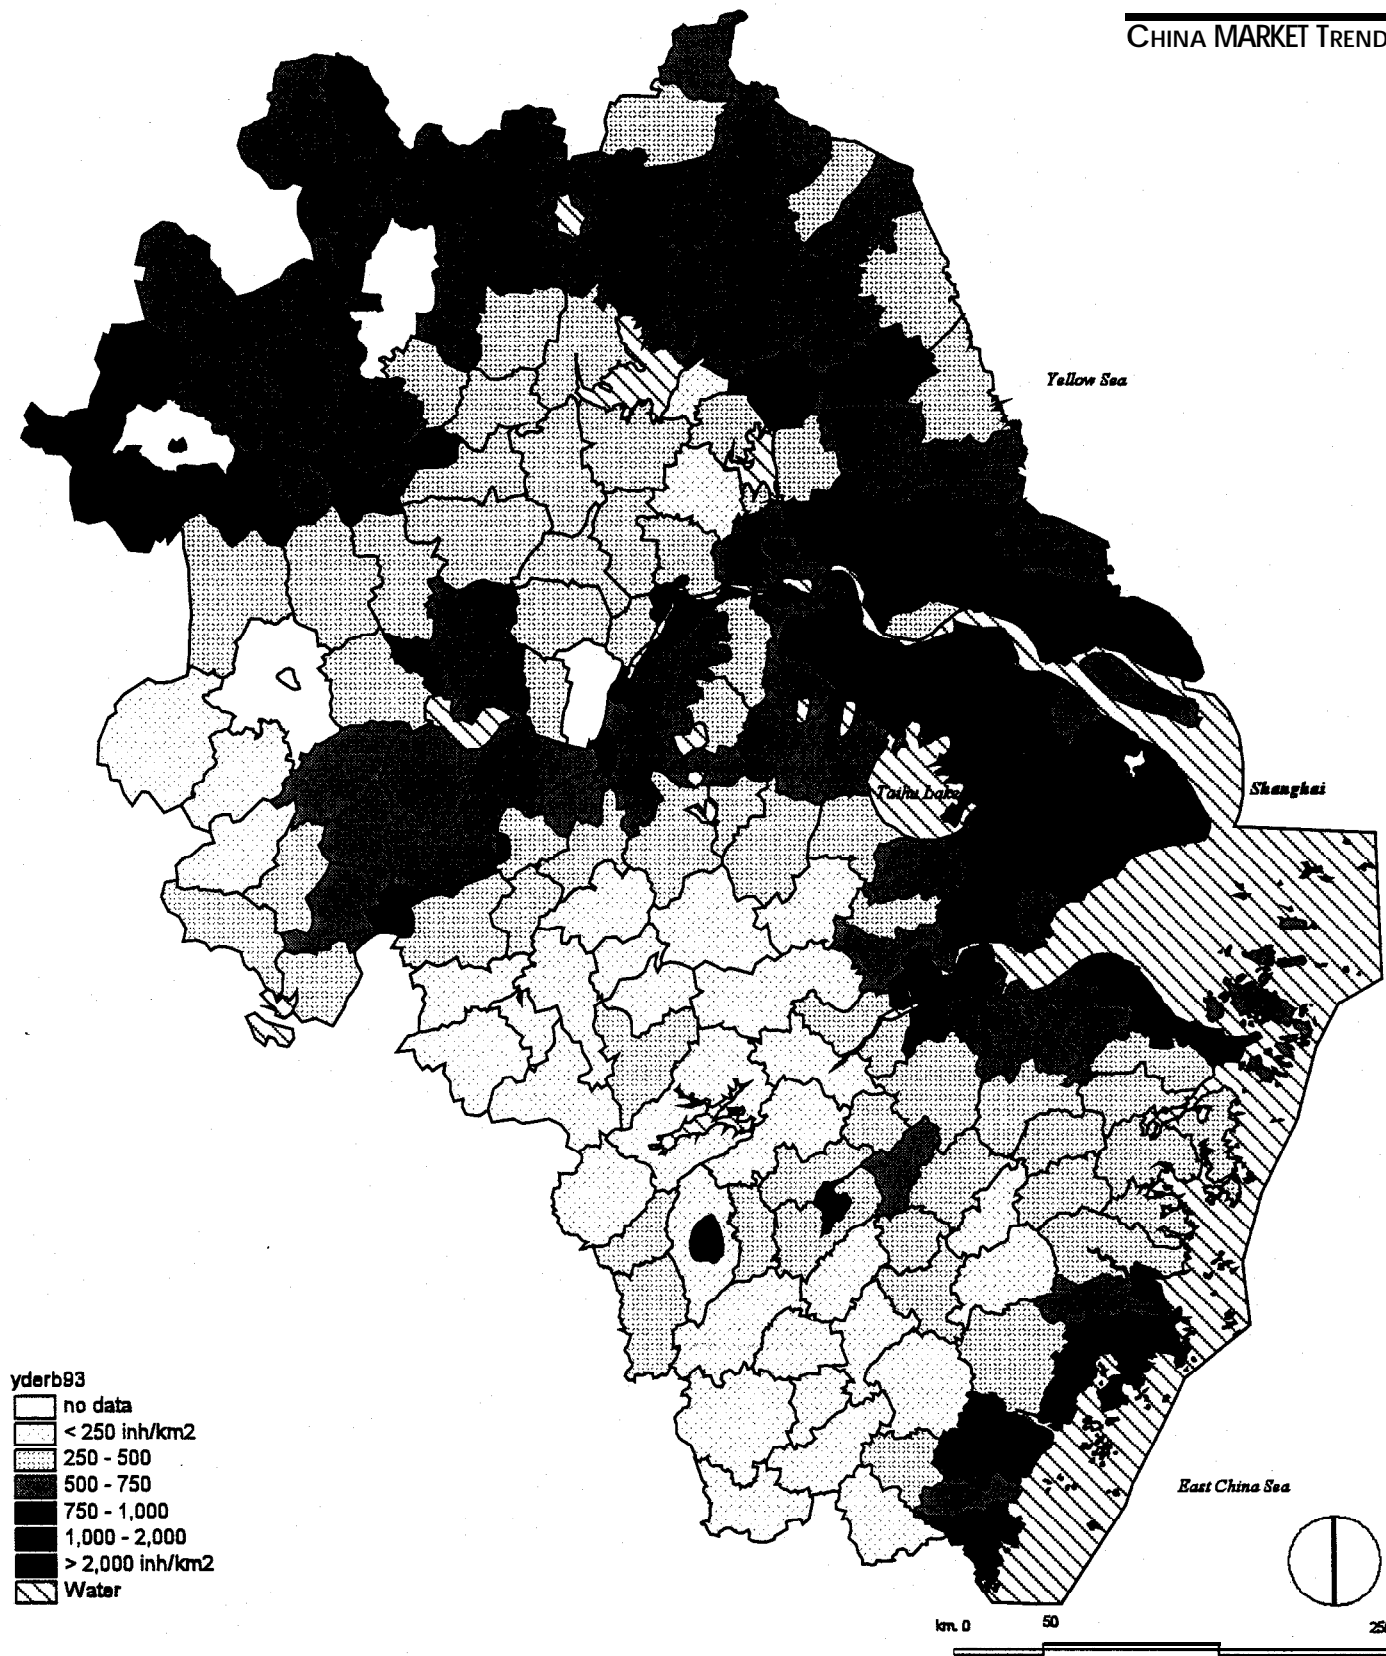 CHINA MARKET TREND
Yellow Sea
Shanghai
Taihu Lake
yderb93
no data
< 250 inh/km2
250 - 500
500 - 750
750 - 1,000
1,000 - 2,000
> 2,000 inh/km2
Water
East China Sea
km. 0 50 250